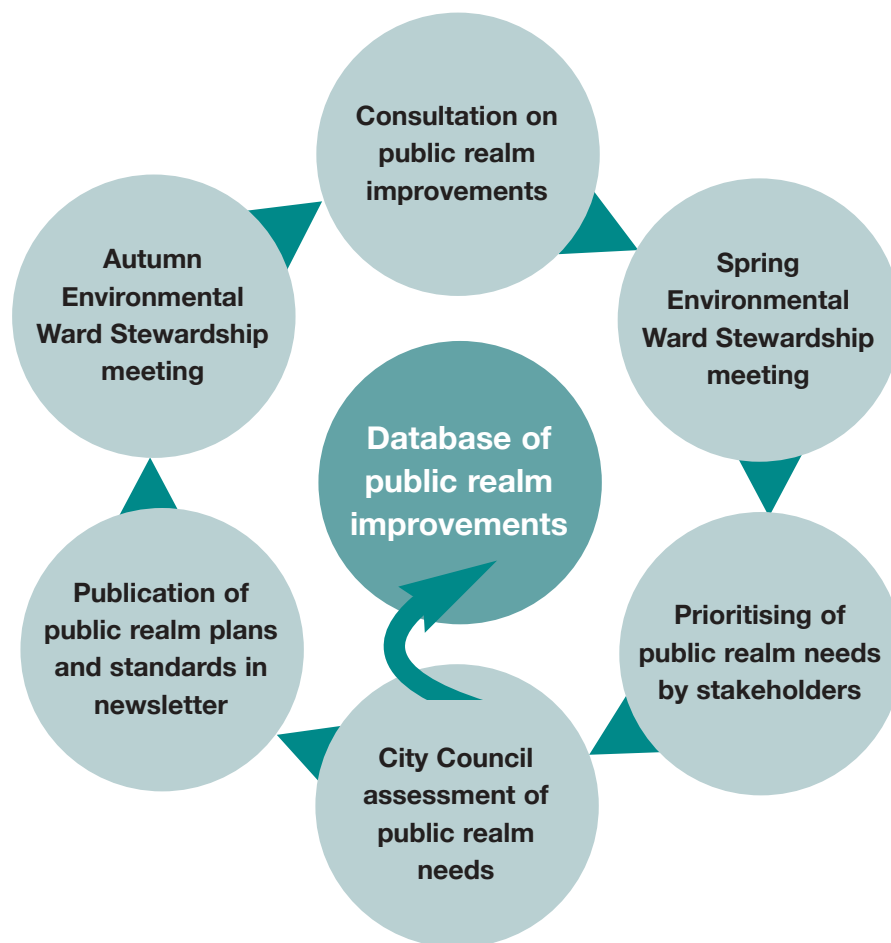 Consultation on
public realm
improvements
Spring
Environmental
Ward Stewardship
meeting
Prioritising of
public realm needs
by stakeholders
City Council
assessment of
public realm
needs
Publication of
public realm plans
and standards in
newsletter
Autumn
Environmental
Ward Stewardship
meeting
Database of
public realm
improvements